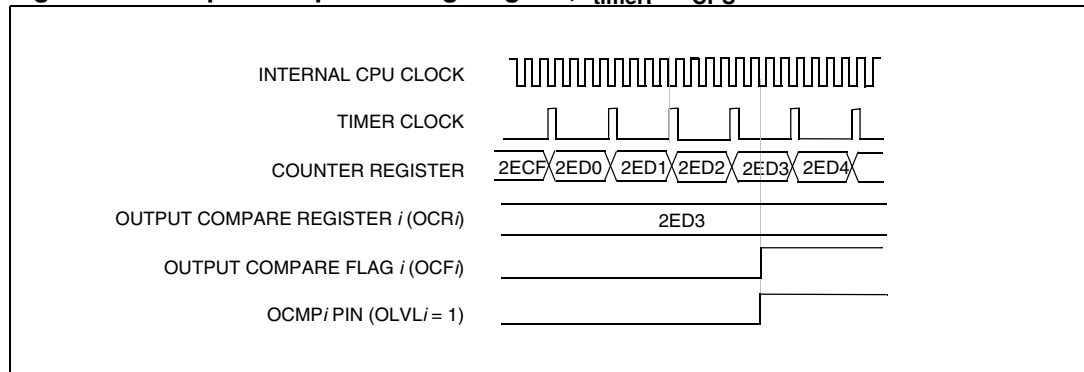 INTERNAL CPU CLOCK
TIMER CLOCK
COUNTER REGISTER 2ECF 2ED0 2ED1 2ED2 2ED3 2ED4
OUTPUT COMPARE REGISTER i (OCRi) 2ED3
OUTPUT COMPARE FLAG i (OCFi)
OCMPi PIN (OLVLi = 1)